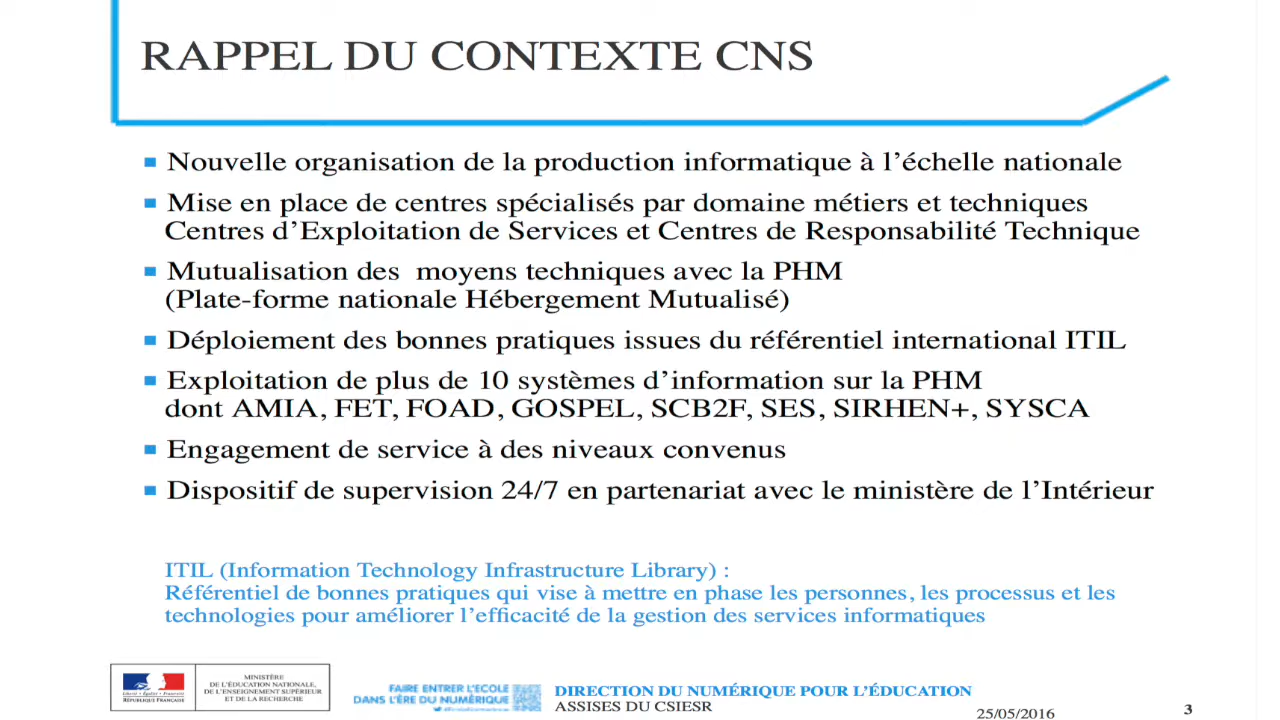 RAPPEL DU CONTEXTE CNS
Nouvelle organisation de la production informatique à l'échelle nationale
Mise en place de centres spécialisés par domaine métiers et techniques
Centres d'Exploitation de Services et Centres de Responsabilité Technique
Mutualisation des moyens techniques avec la PHM
(Plate-forme nationale Hébergement Mutualisé)
Déploiement des bonnes pratiques issues du référentiel international ITIL
Exploitation de plus de 10 systèmes d'information sur la PHM
dont AMIA, FET, FOAD, GOSPEL, SCB2F, SES, SIRHEN+, SYSCA
Engagement de service à des niveaux convenus
Dispositif de supervision 24/7 en partenariat avec le ministère de l'Intérieur
ITIL (Information Technology Infrastructure Library) :
Référentiel de bonnes pratiques qui vise à mettre en phase les personnes, les processus et les
technologies pour améliorer l'efficacité de la gestion des services informatiques
Liberté • Égalité • Fraternité
RÉPUBLIQUE FRANÇAISE
MINISTÈRE
DE L'ÉDUCATION NATIONALE,
DE L'ENSEIGNEMENT SUPÉRIEUR
ET DE LA RECHERCHE
FAIRE ENTRER L'ÉCOLE
DANS L'ÈRE DU NUMÉRIQUE
DIRECTION DU NUMÉRIQUE POUR L'ÉDUCATION
ASSISES DU CSIESR
25/05/2016
3